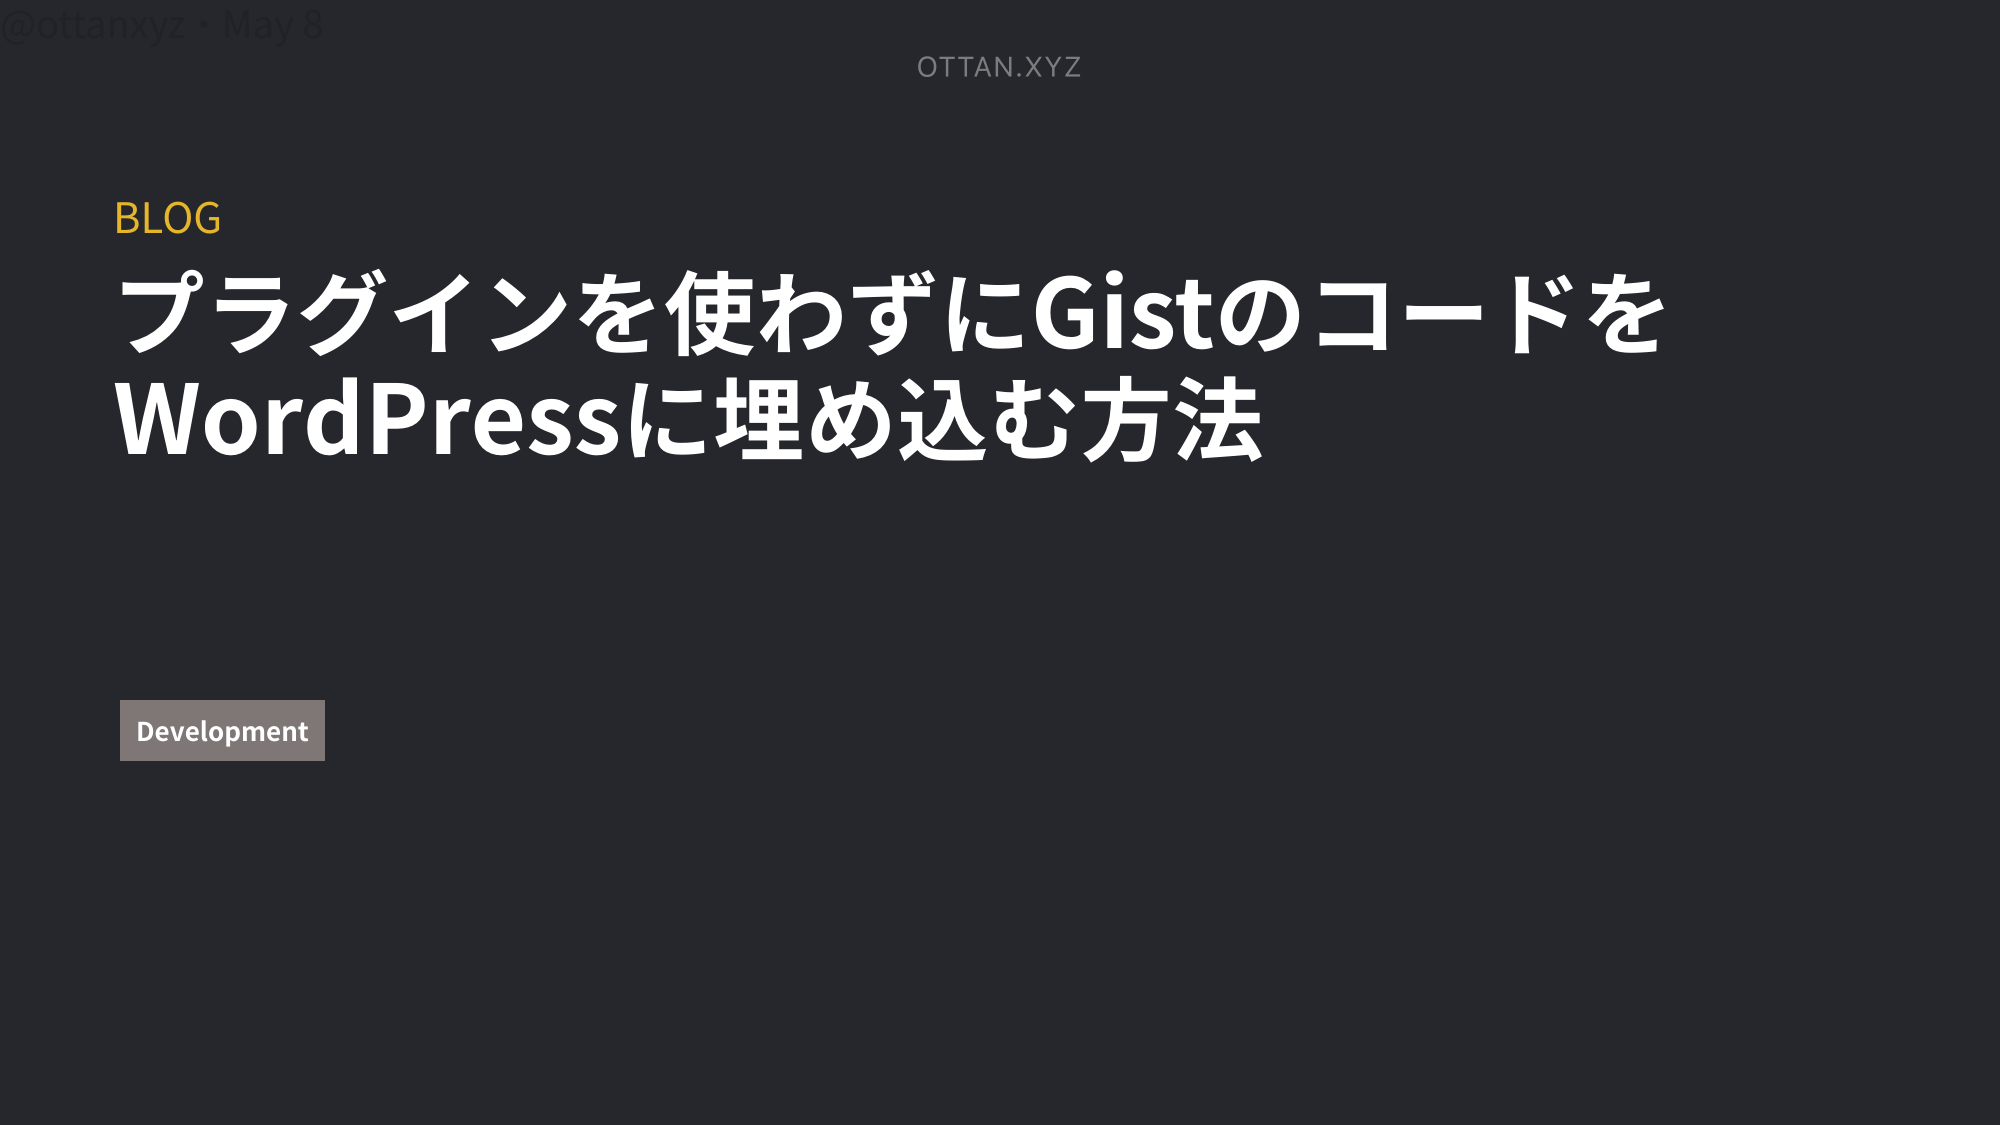 @ottanxyz・May 8
OTTAN.XYZ
BLOG
プラグインを使わずにGistのコードを
WordPressに埋め込む方法
Development